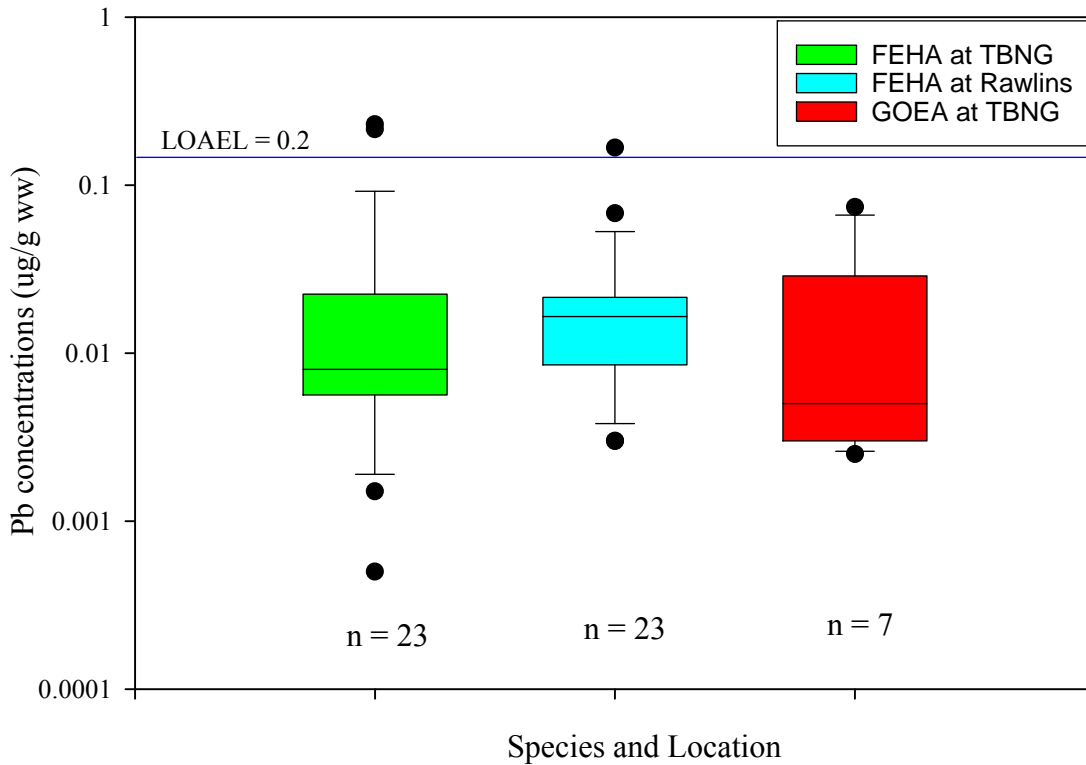 1
FEHA at TBNG
FEHA at Rawlins
GOEA at TBNG
LOAEL = 0.2
0.1
0.01
0.001
0.0001
Pb concentrations (ug/g ww)
n = 23
n = 23
n = 7
Species and Location